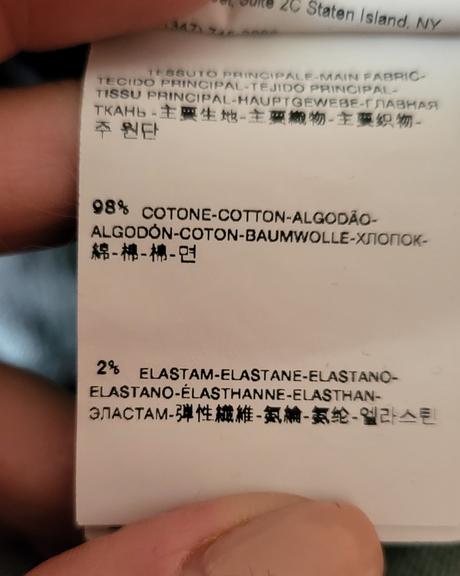 Suite 2C Staten Island, NY
TESSUTO PRINCIPALE-MAIN FABRIC-
TECIDO PRINCIPAL-TEJIDO PRINCIPAL-
TISSU PRINCIPAL-HAUPTGEWEBE-ГЛАВНАЯ
ТКАНЬ-主要生地-主要織物-主要织物-
주 원단
98% COTONE-COTTON-ALGODÃO-
ALGODÓN-COTON-BAUMWOLLE-ХЛОПОК-
綿-棉-棉-면
2% ELASTAM-ELASTANE-ELASTANO-
ELASTANO-ÉLASTHANNE-ELASTHAN-
ЭЛАСТАМ-弾性繊維-氨綸-氨纶-엘라스틴